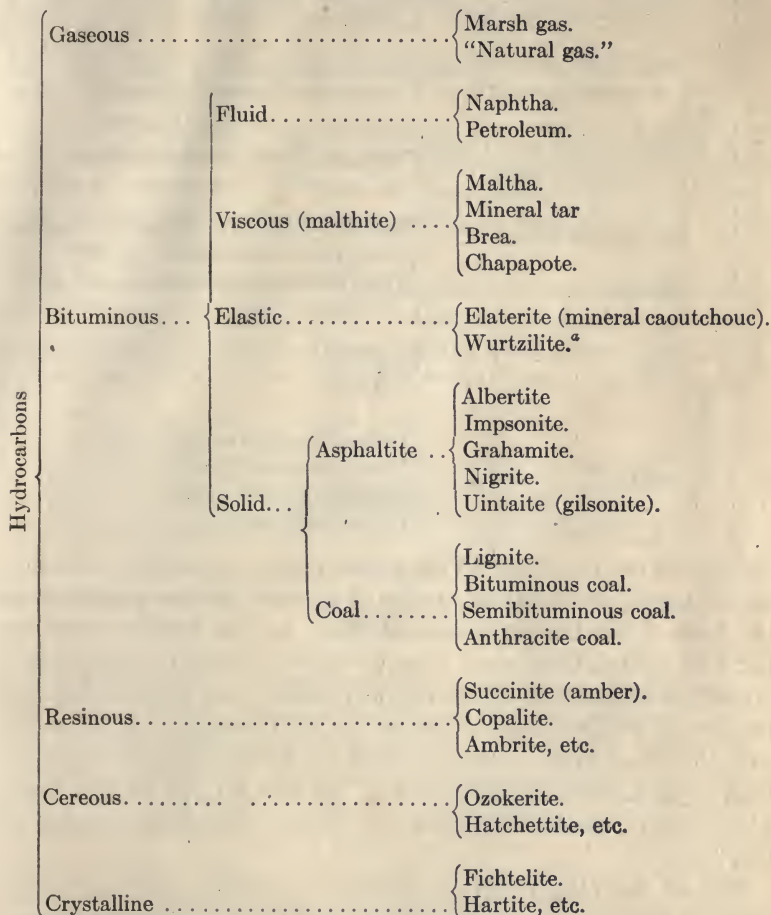 Gaseous ............................. Marsh gas.
“Natural gas.”
Fluid................ Naphtha.
Petroleum.
Viscous (malthite) .... Maltha.
Mineral tar
Brea.
Chapapote.
Bituminous... Elastic................ Elaterite (mineral caoutchouc).
Wurtzilite.ᵃ
Hydrocarbons
Solid... Asphaltite .. Albertite
Impsonite.
Grahamite.
Nigrite.
Uintaite (gilsonite).
Coal........ Lignite.
Bituminous coal.
Semibituminous coal.
Anthracite coal.
Resinous............................. Succinite (amber).
Copalite.
Ambrite, etc.
Cereous........ .................. Ozokerite.
Hatchettite, etc.
Crystalline .......................... Fichtelite.
Hartite, etc.